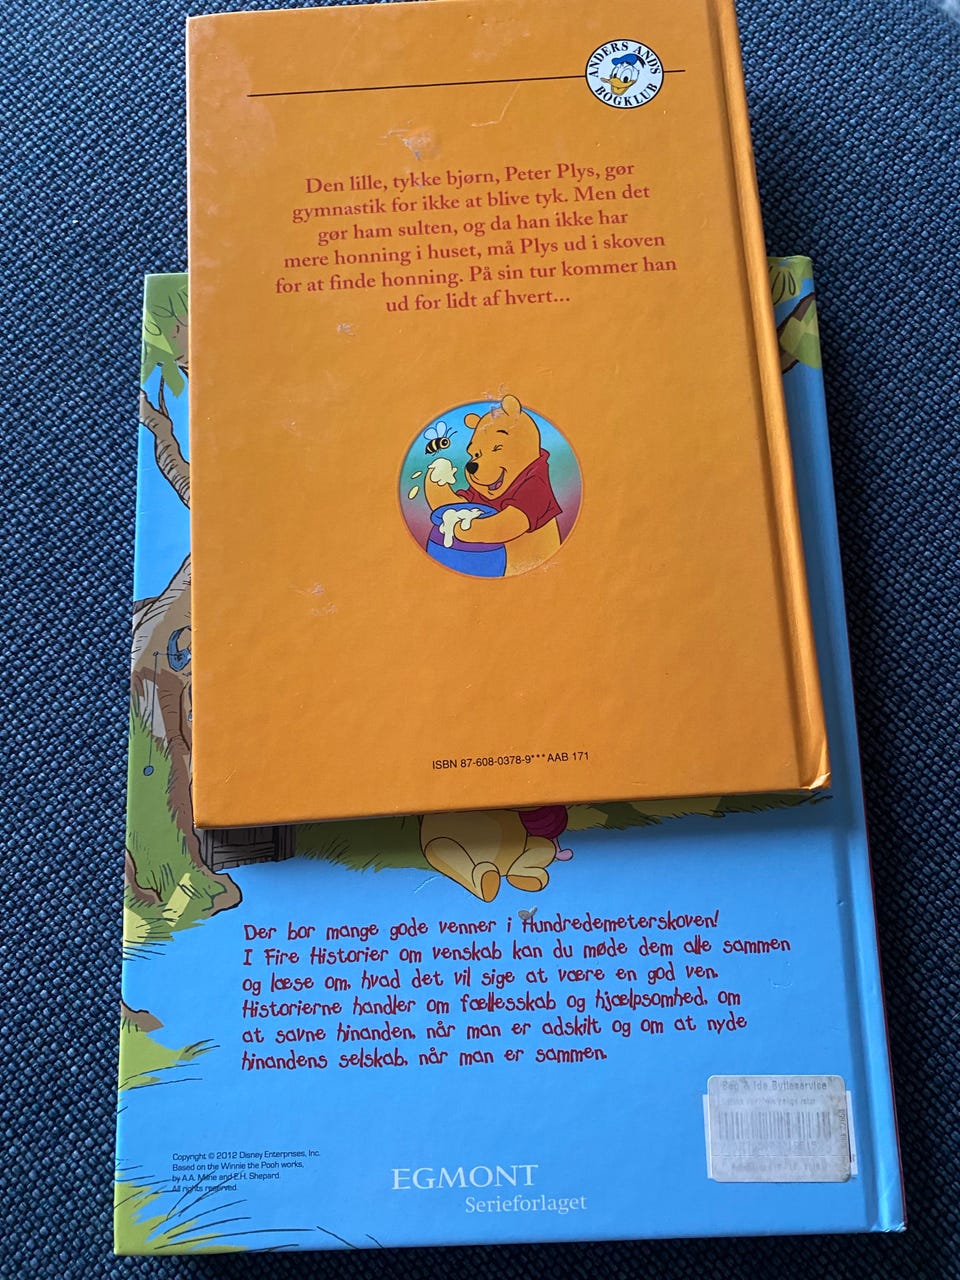 ANDERS AND'S
BOGKLUB
Den lille, tykke bjørn, Peter Plys, gør
gymnastik for ikke at blive tyk. Men det
gør ham sulten, og da han ikke har
mere honning i huset, må Plys ud i skoven
for at finde honning. På sin tur kommer han
ud for lidt af hvert...
ISBN 87-608-0378-9***AAB 171
Der bor mange gode venner i Hundredemeterskoven!
I Fire Historier om venskab kan du møde dem alle sammen
og læse om, hvad det vil sige at være en god ven.
Historierne handler om fællesskab og hjælpsomhed, om
at savne hinanden, når man er adskilt og om at nyde
hinandens selskab, når man er sammen.
Bog & Ide Bytteservice
Copyright © 2012 Disney Enterprises, Inc.
Based on the Winnie the Pooh works,
by A.A. Milne and E.H. Shepard.
All rights reserved.
EGMONT
Serieforlaget